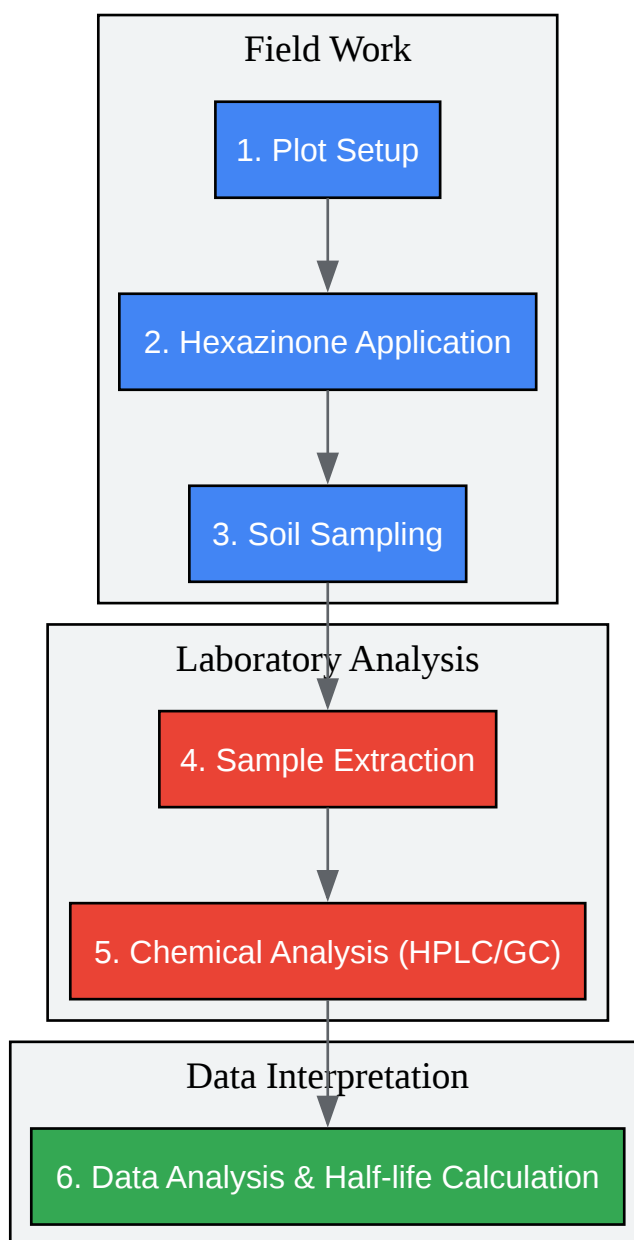 Field Work
1. Plot Setup
2. Hexazinone Application
3. Soil Sampling
Laboratory Analysis
4. Sample Extraction
5. Chemical Analysis (HPLC/GC)
Data Interpretation
6. Data Analysis & Half-life Calculation